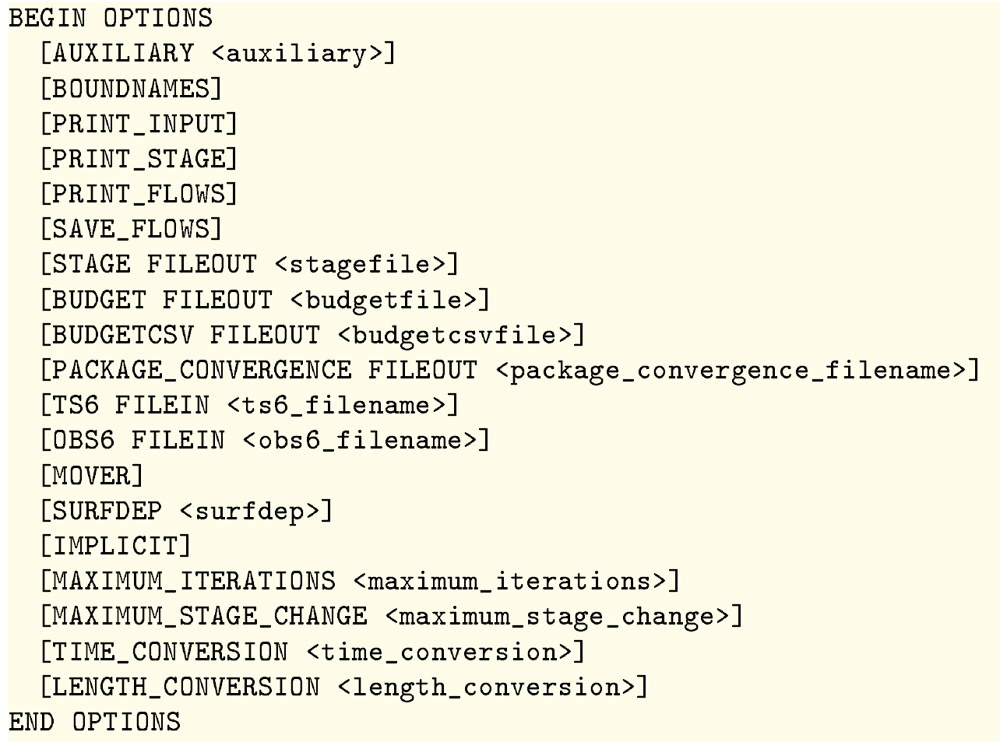 BEGIN OPTIONS
[AUXILIARY <auxiliary>]
[BOUNDNAMES]
[PRINT_INPUT]
[PRINT_STAGE]
[PRINT_FLOWS]
[SAVE_FLOWS]
[STAGE FILEOUT <stagefile>]
[BUDGET FILEOUT <budgetfile>]
[BUDGETCSV FILEOUT <budgetcsvfile>]
[PACKAGE_CONVERGENCE FILEOUT <package_convergence_filename>]
[TS6 FILEIN <ts6_filename>]
[OBS6 FILEIN <obs6_filename>]
[MOVER]
[SURFDEP <surfdep>]
[IMPLICIT]
[MAXIMUM_ITERATIONS <maximum_iterations>]
[MAXIMUM_STAGE_CHANGE <maximum_stage_change>]
[TIME_CONVERSION <time_conversion>]
[LENGTH_CONVERSION <length_conversion>]
END OPTIONS